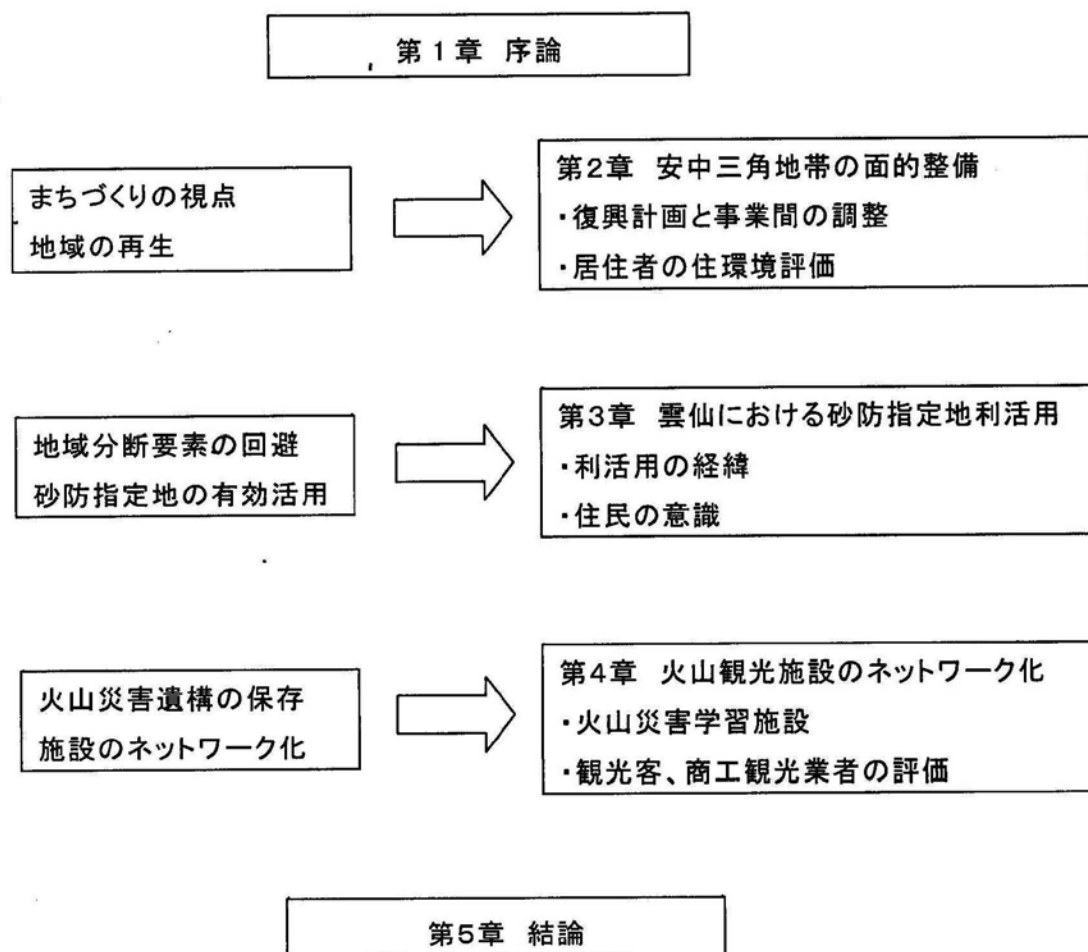 第1章 序論
まちづくりの視点
地域の再生
第2章 安中三角地帯の面的整備
・復興計画と事業間の調整
・居住者の住環境評価
地域分断要素の回避
砂防指定地の有効活用
第3章 雲仙における砂防指定地利活用
・利活用の経緯
・住民の意識
火山災害遺構の保存
施設のネットワーク化
第4章 火山観光施設のネットワーク化
・火山災害学習施設
・観光客、商工観光業者の評価
第5章 結論